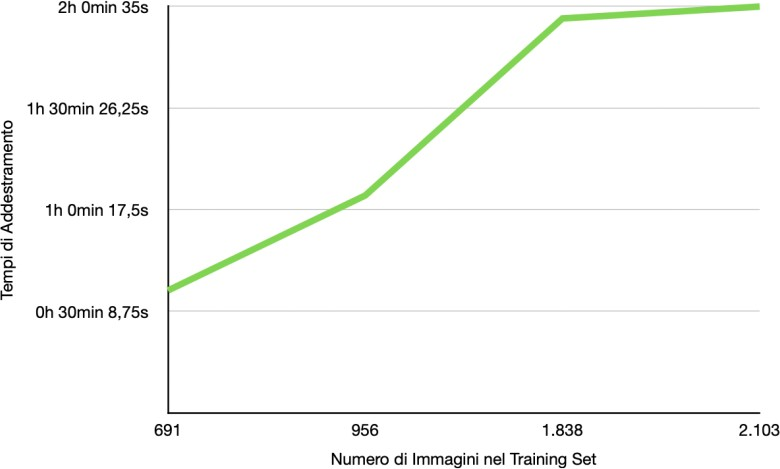 2h 0min 35s
1h 30min 26,25s
1h 0min 17,5s
0h 30min 8,75s
Tempi di Addestramento
691 956 1.838 2.103
Numero di Immagini nel Training Set